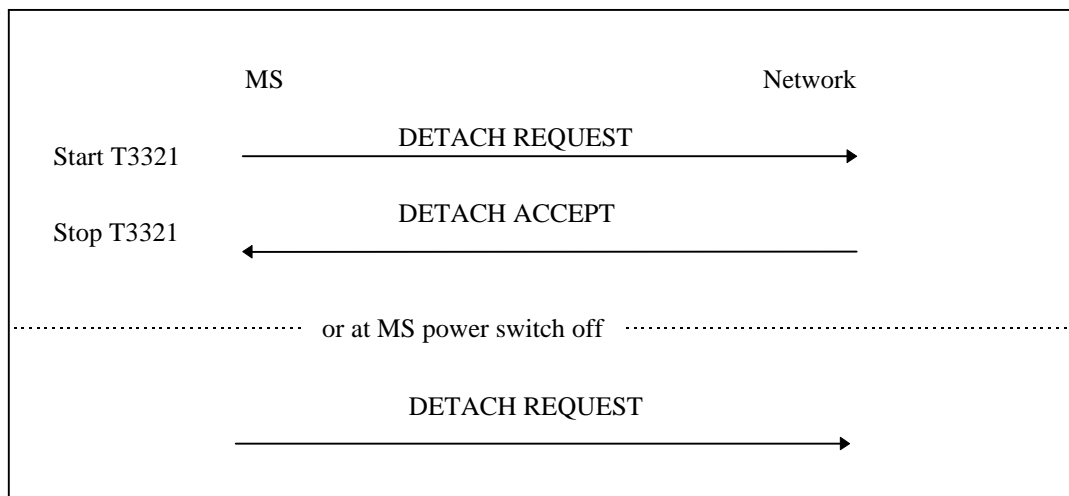 MS Network
DETACH REQUEST
Start T3321
DETACH ACCEPT
Stop T3321
or at MS power switch off
DETACH REQUEST